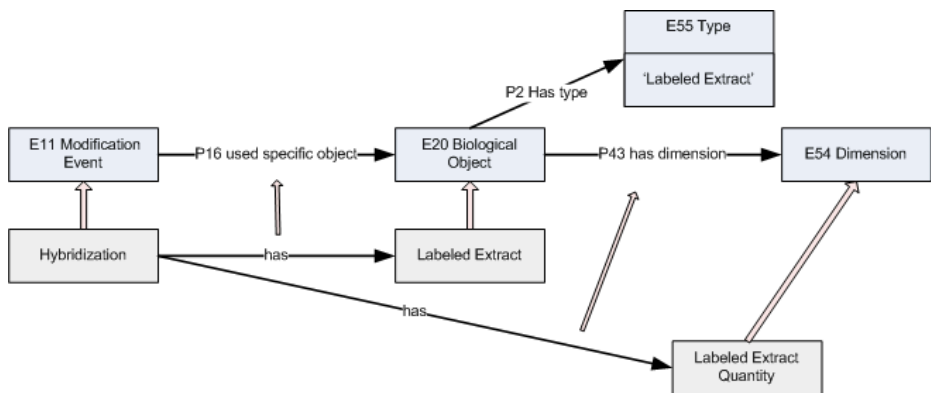 E55 Type
'Labeled Extract'
P2 Has type
E11 Modification
Event
P16 used specific object
E20 Biological
Object
P43 has dimension
E54 Dimension
Hybridization
has
Labeled Extract
has
Labeled Extract
Quantity